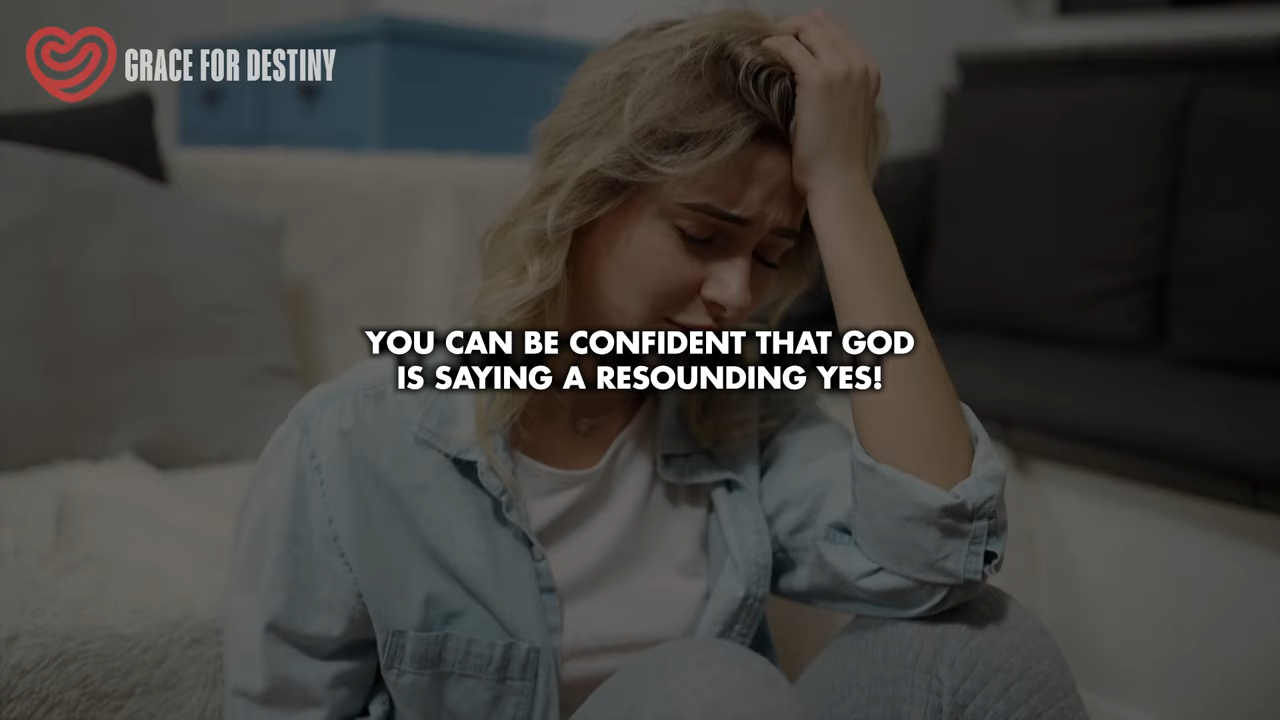 GRACE FOR DESTINY
YOU CAN BE CONFIDENT THAT GOD
IS SAYING A RESOUNDING YES!